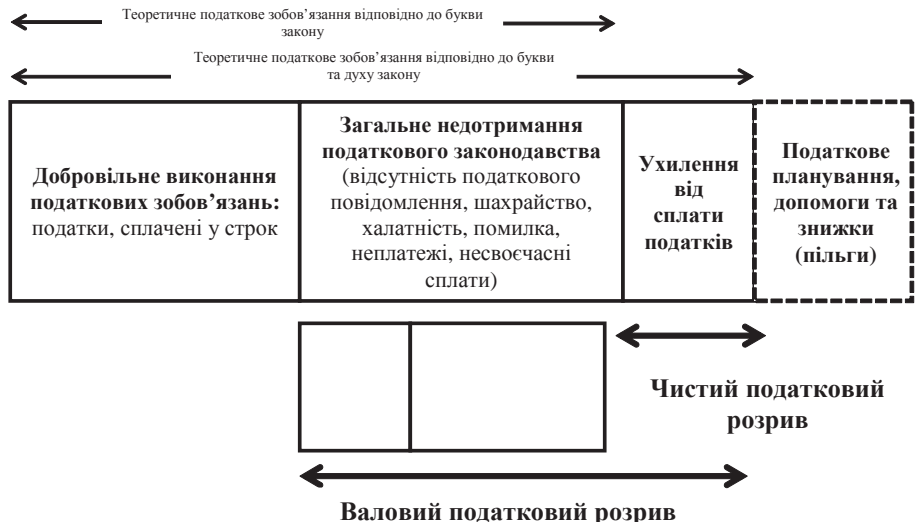 Теоретичне податкове зобов’язання відповідно до букви
закону
Теоретичне податкове зобов’язання відповідно до букви
та духу закону
Добровільне виконання
податкових зобов’язань:
податки, сплачені у строк
Загальне недотримання
податкового законодавства
(відсутність податкового
повідомлення, шахрайство,
халатність, помилка,
неплатежі, несвоєчасні
сплати)
Ухилення
від
сплати
податків
Податкове
планування,
допомоги та
знижки
(пільги)
Чистий податковий
розрив
Валовий податковий розрив